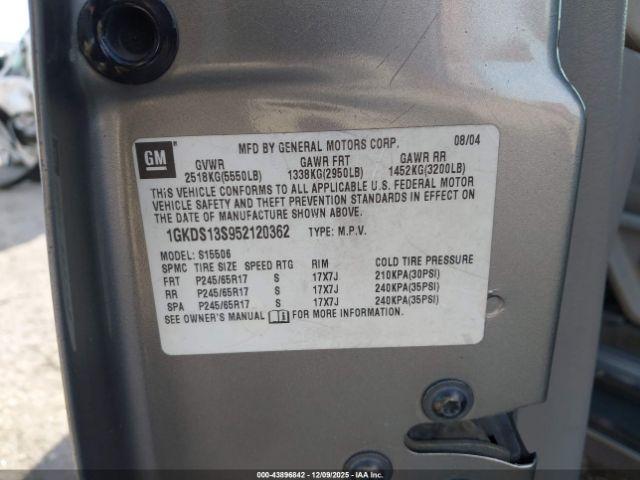 GM
MFD BY GENERAL MOTORS CORP. 08/04
GVWR GAWR FRT GAWR RR
2518KG(5550LB) 1338KG(2950LB) 1452KG(3200LB)
THIS VEHICLE CONFORMS TO ALL APPLICABLE U.S. FEDERAL MOTOR
VEHICLE SAFETY AND THEFT PREVENTION STANDARDS IN EFFECT ON
THE DATE OF MANUFACTURE SHOWN ABOVE.
1GKDS13S952120362 TYPE: M.P.V.
MODEL: S15506
SPMC TIRE SIZE SPEED RTG RIM COLD TIRE PRESSURE
FRT P245/65R17 S 17X7J 210KPA(30PSI)
RR P245/65R17 S 17X7J 240KPA(35PSI)
SPA P245/65R17 S 17X7J 240KPA(35PSI)
SEE OWNER'S MANUAL FOR MORE INFORMATION.
000-43896842 - 12/09/2025 - IAAI.COM